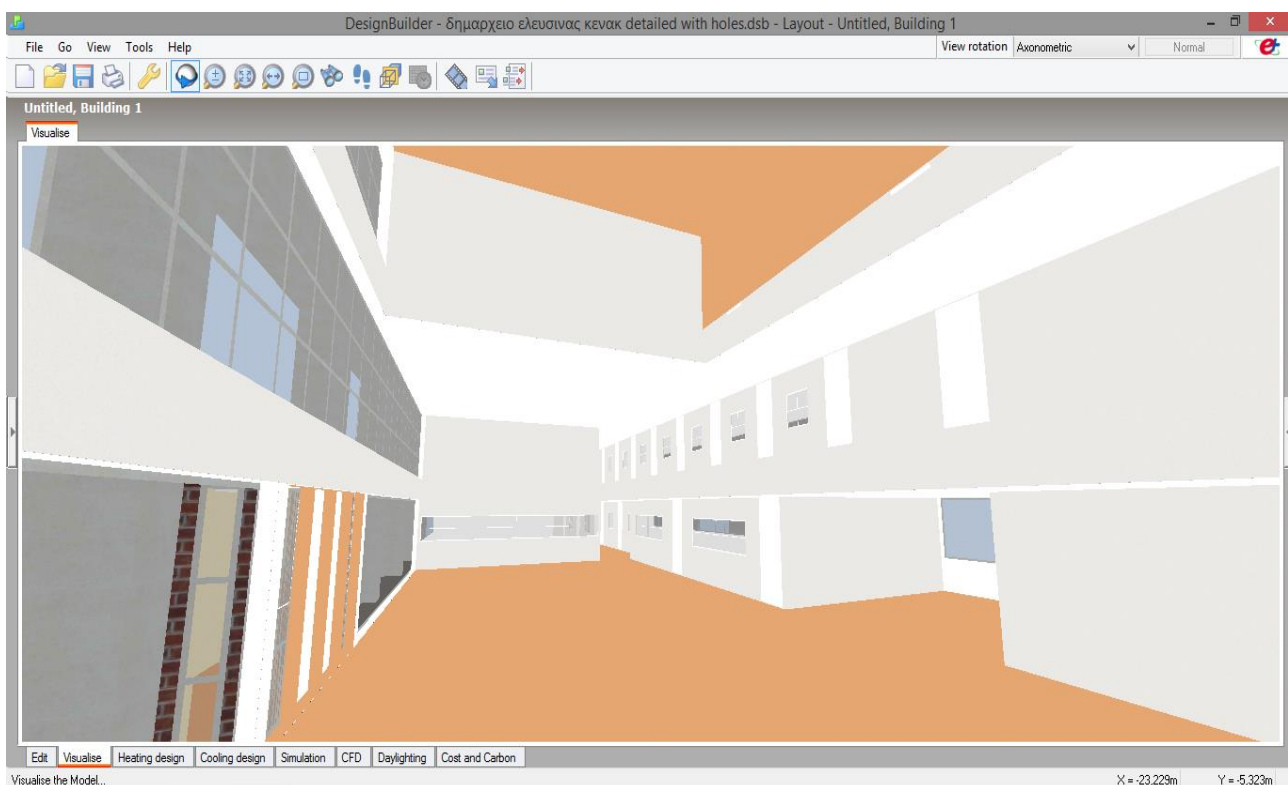 DesignBuilder - δημαρχειο ελευσινας κενακ detailed with holes.dsb - Layout - Untitled, Building 1
File Go View Tools Help
View rotation Axonometric Normal
Untitled, Building 1
Visualise
Edit Visualise Heating design Cooling design Simulation CFD Daylighting Cost and Carbon
Visualise the Model...
X = -23,229m Y = -5,323m